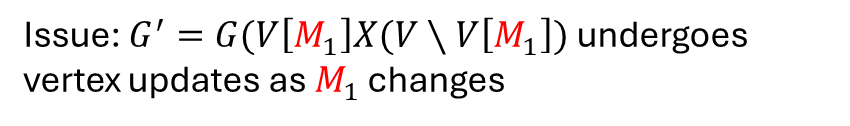 Issue: 𝐺′ = 𝐺(𝑉[𝑀₁]𝑋(𝑉 \ 𝑉[𝑀₁]) undergoes
vertex updates as 𝑀₁ changes